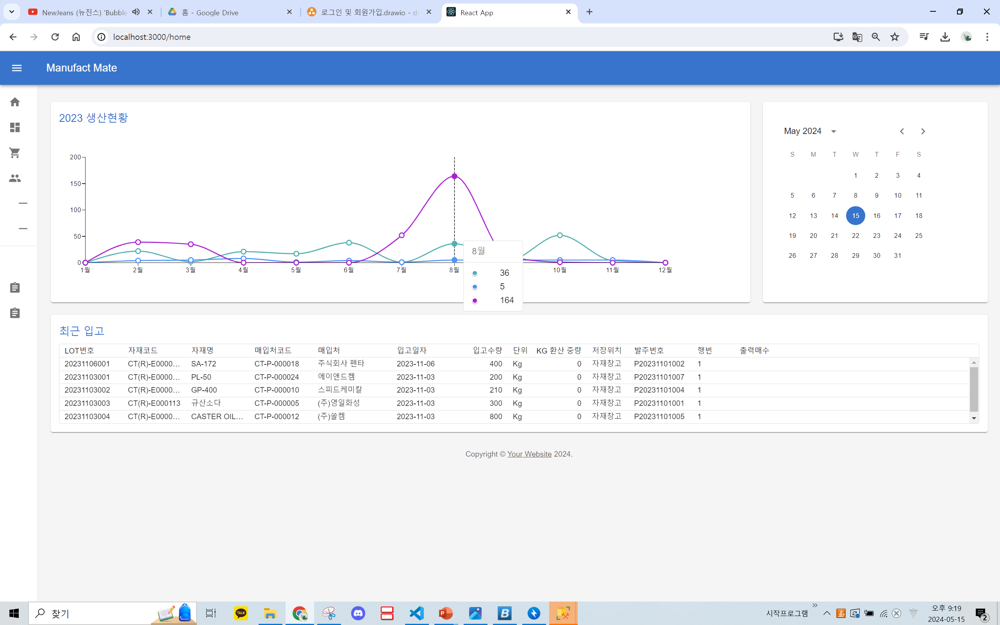 NewJeans (뉴진스) 'Bubble
홈 - Google Drive
로그인 및 회원가입.drawio - dr
React App
localhost:3000/home
Manufact Mate
2023 생산현황
200
150
100
50
0
1월 2월 3월 4월 5월 6월 7월 8월 10월 11월 12월
8월
36
5
164
May 2024
S M T W T F S
1 2 3 4
5 6 7 8 9 10 11
12 13 14 15 16 17 18
19 20 21 22 23 24 25
26 27 28 29 30 31
최근 입고
LOT번호 자재코드 자재명 매입처코드 매입처 입고일자 입고수량 단위 KG 환산 중량 저장위치 발주번호 행번 출력매수
20231106001 CT(R)-E0000… SA-172 CT-P-000018 주식회사 펜타 2023-11-06 400 Kg 0 자재창고 P20231101002 1
20231103001 CT(R)-E0000… PL-50 CT-P-000024 에이앤드켐 2023-11-03 200 Kg 0 자재창고 P20231101007 1
20231103002 CT(R)-E0000… GP-400 CT-P-000010 스피드케미칼 2023-11-03 210 Kg 0 자재창고 P20231101004 1
20231103003 CT(R)-E000113 규산소다 CT-P-000005 (주)영일화성 2023-11-03 300 Kg 0 자재창고 P20231101001 1
20231103004 CT(R)-E0000… CASTER OIL… CT-P-000012 (주)쏠켐 2023-11-03 800 Kg 0 자재창고 P20231101005 1
Copyright © Your Website 2024.
찾기
TALK
P
B
시작프로그램
오후 9:19
2024-05-15
2